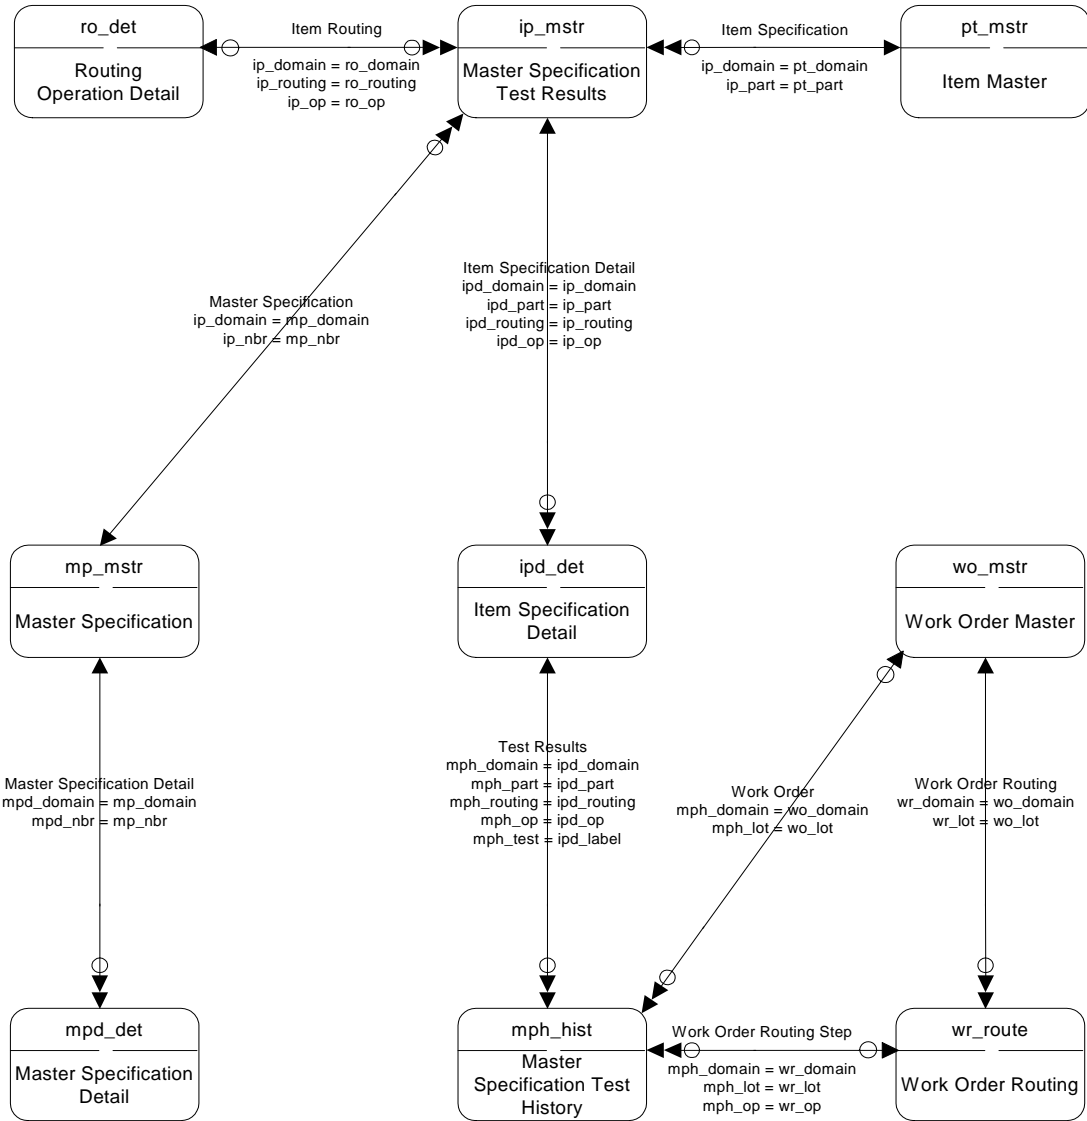 ro_det
Routing
Operation Detail
Item Routing
ip_domain = ro_domain
ip_routing = ro_routing
ip_op = ro_op
ip_mstr
Master Specification
Test Results
Item Specification
ip_domain = pt_domain
ip_part = pt_part
pt_mstr
Item Master
Master Specification
ip_domain = mp_domain
ip_nbr = mp_nbr
Item Specification Detail
ipd_domain = ip_domain
ipd_part = ip_part
ipd_routing = ip_routing
ipd_op = ip_op
mp_mstr
Master Specification
ipd_det
Item Specification
Detail
wo_mstr
Work Order Master
Master Specification Detail
mpd_domain = mp_domain
mpd_nbr = mp_nbr
Test Results
mph_domain = ipd_domain
mph_part = ipd_part
mph_routing = ipd_routing
mph_op = ipd_op
mph_test = ipd_label
Work Order
mph_domain = wo_domain
mph_lot = wo_lot
Work Order Routing
wr_domain = wo_domain
wr_lot = wo_lot
mpd_det
Master Specification
Detail
mph_hist
Master
Specification Test
History
Work Order Routing Step
mph_domain = wr_domain
mph_lot = wr_lot
mph_op = wr_op
wr_route
Work Order Routing